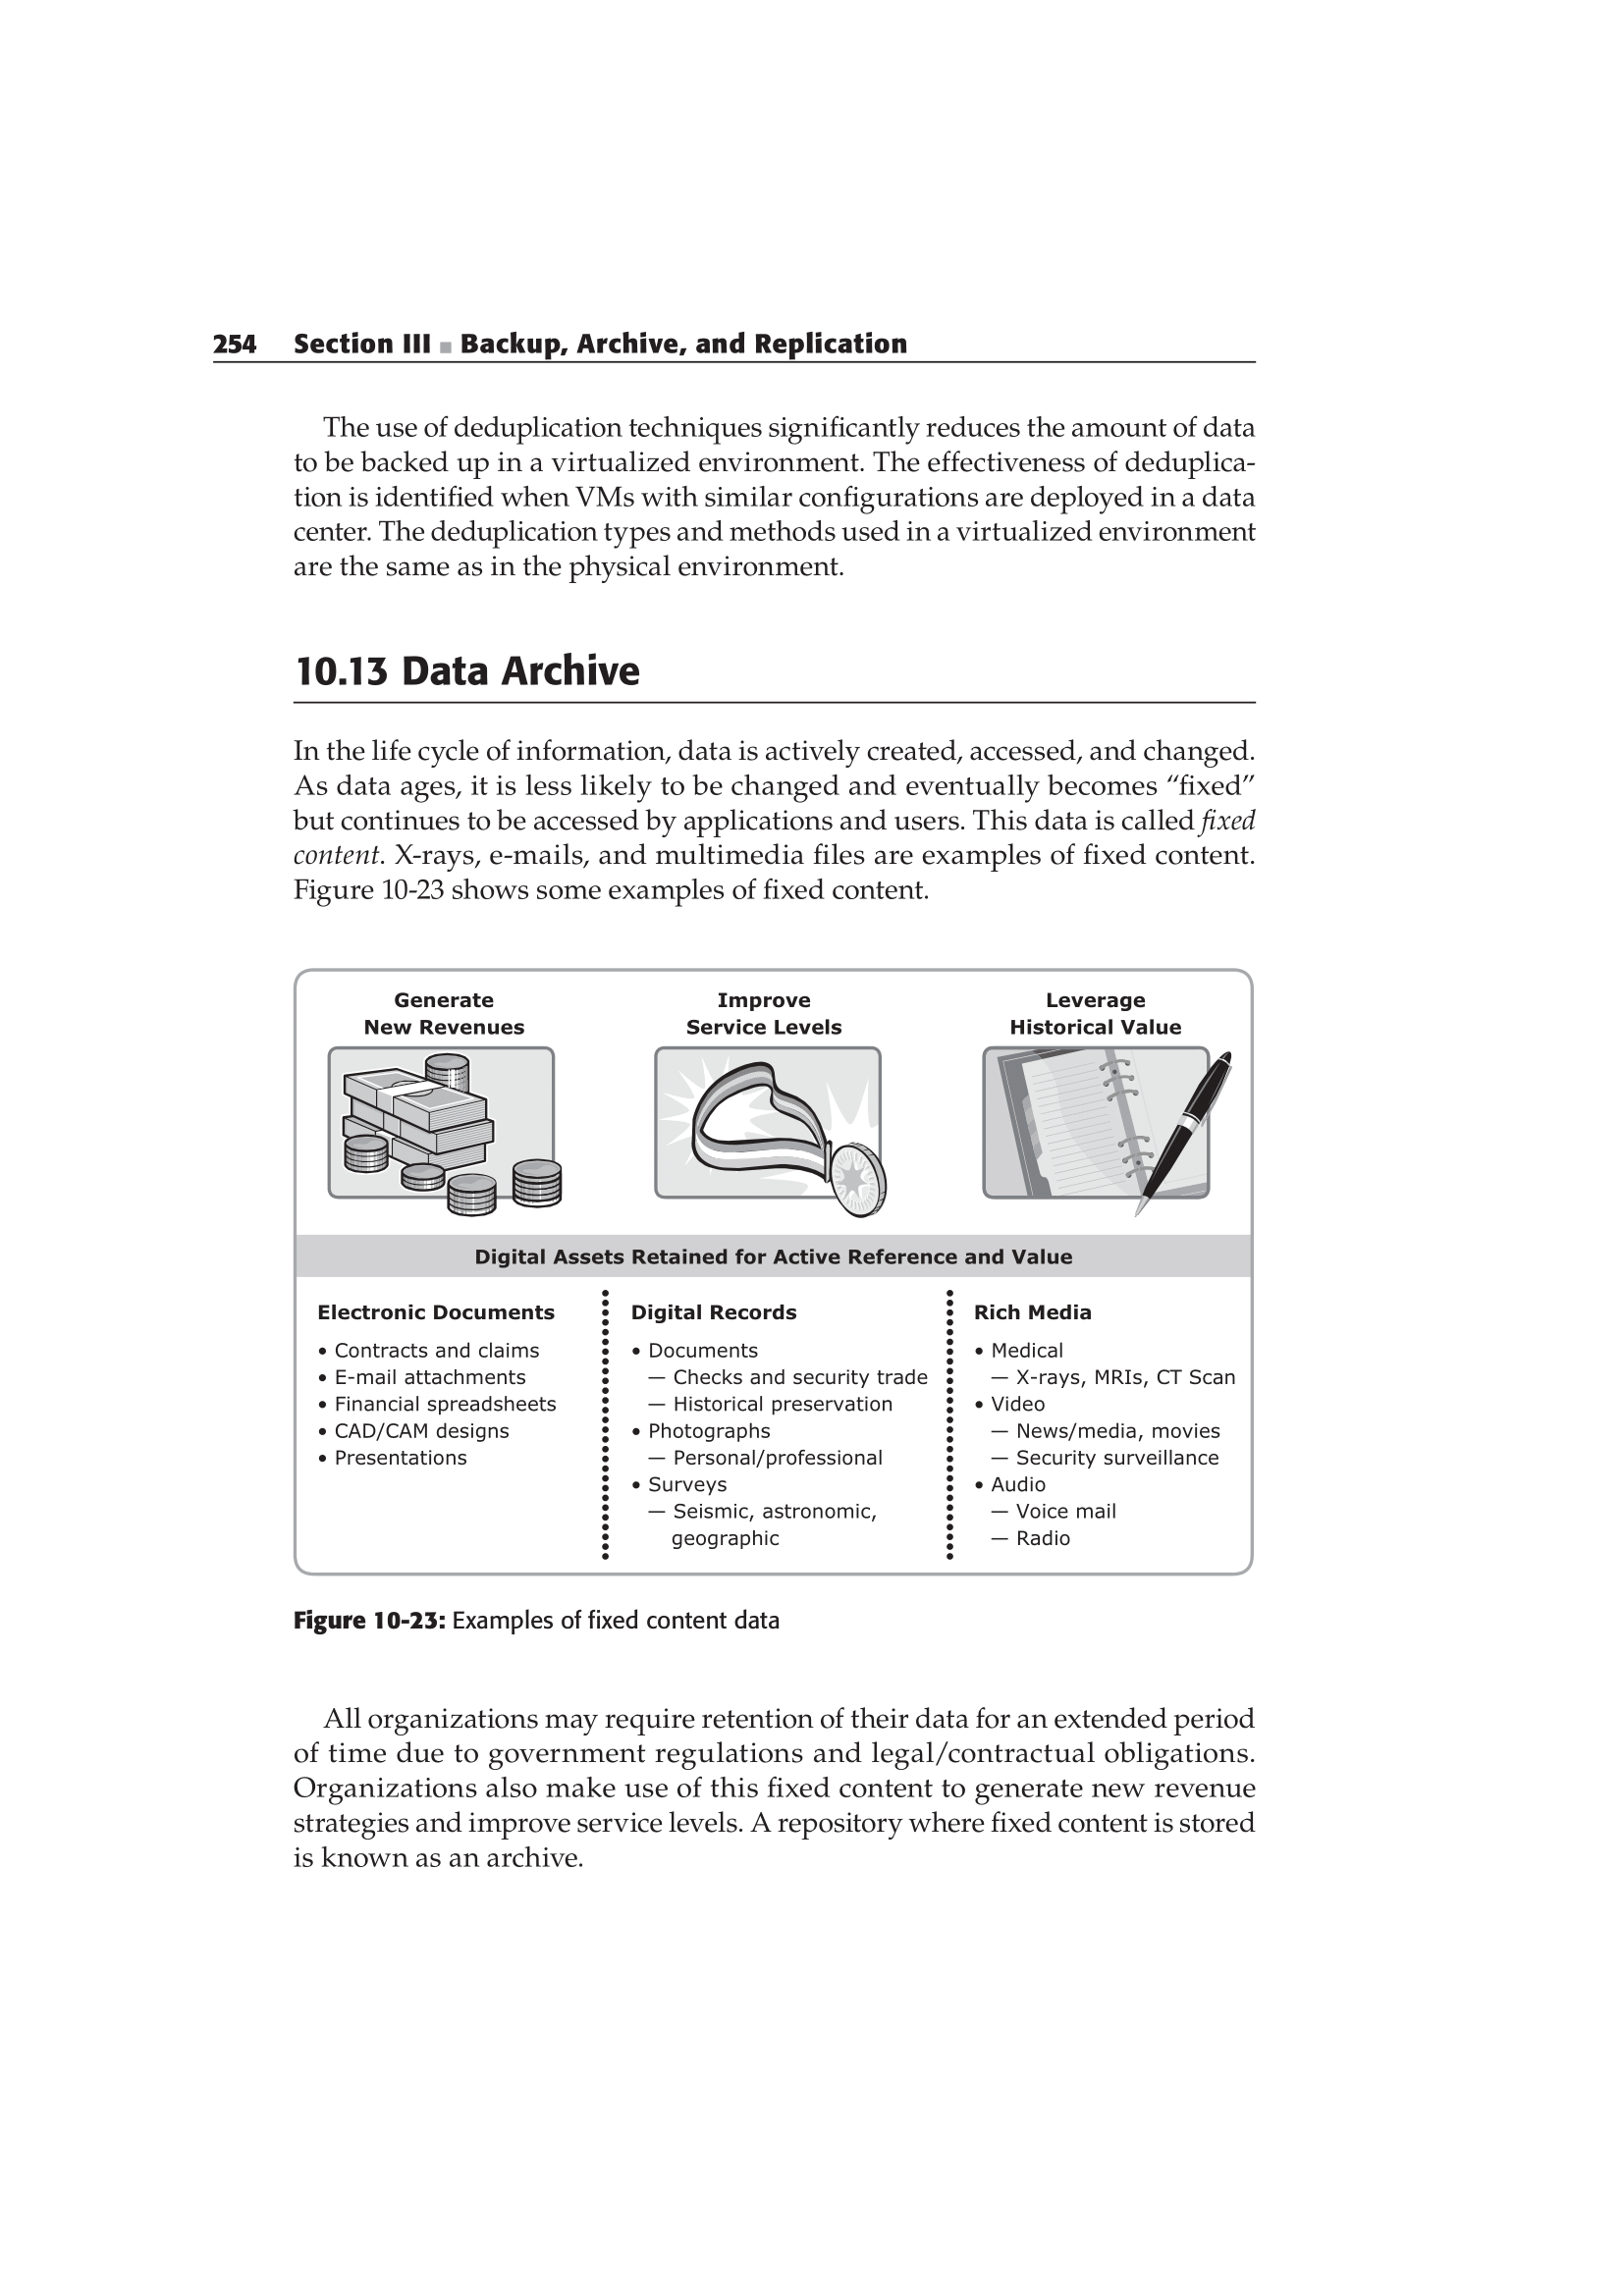 254 Section III ■ Backup, Archive, and Replication
The use of deduplication techniques significantly reduces the amount of data
to be backed up in a virtualized environment. The effectiveness of deduplica-
tion is identified when VMs with similar configurations are deployed in a data
center. The deduplication types and methods used in a virtualized environment
are the same as in the physical environment.
10.13 Data Archive
In the life cycle of information, data is actively created, accessed, and changed.
As data ages, it is less likely to be changed and eventually becomes “fixed”
but continues to be accessed by applications and users. This data is called fixed
content. X-rays, e-mails, and multimedia files are examples of fixed content.
Figure 10-23 shows some examples of fixed content.
Generate
New Revenues
Improve
Service Levels
Leverage
Historical Value
Digital Assets Retained for Active Reference and Value
Electronic Documents
• Contracts and claims
• E-mail attachments
• Financial spreadsheets
• CAD/CAM designs
• Presentations
Digital Records
• Documents
— Checks and security trade
— Historical preservation
• Photographs
— Personal/professional
• Surveys
— Seismic, astronomic,
geographic
Rich Media
• Medical
— X-rays, MRIs, CT Scan
• Video
— News/media, movies
— Security surveillance
• Audio
— Voice mail
— Radio
Figure 10-23: Examples of fixed content data
All organizations may require retention of their data for an extended period
of time due to government regulations and legal/contractual obligations.
Organizations also make use of this fixed content to generate new revenue
strategies and improve service levels. A repository where fixed content is stored
is known as an archive.